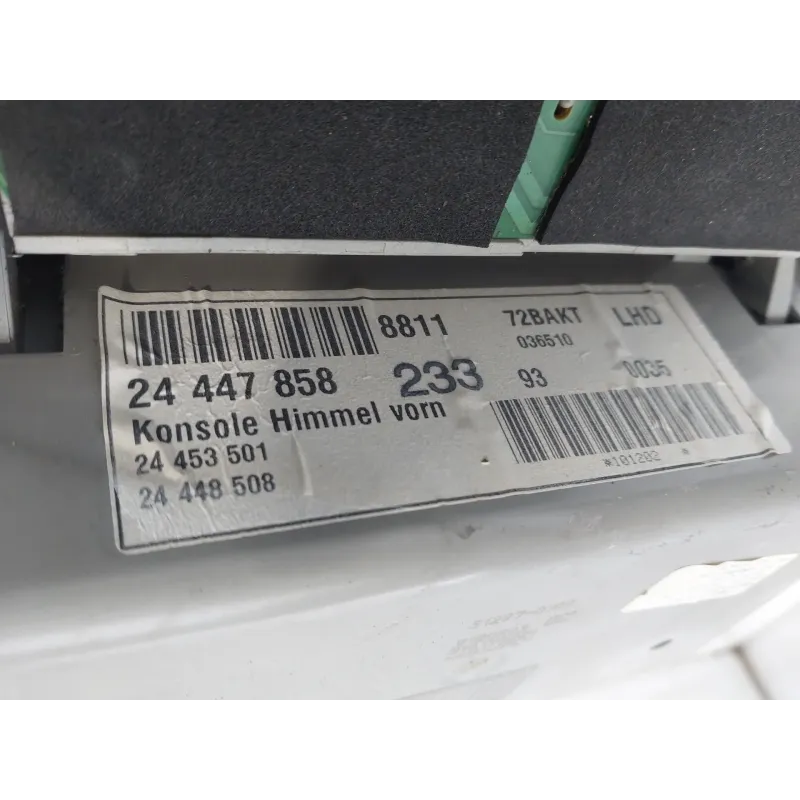 8811 72BAKT LHD
036510
24 447 858 233 93 0035
Konsole Himmel vorn
24 453 501
24 448 508
*101202 *